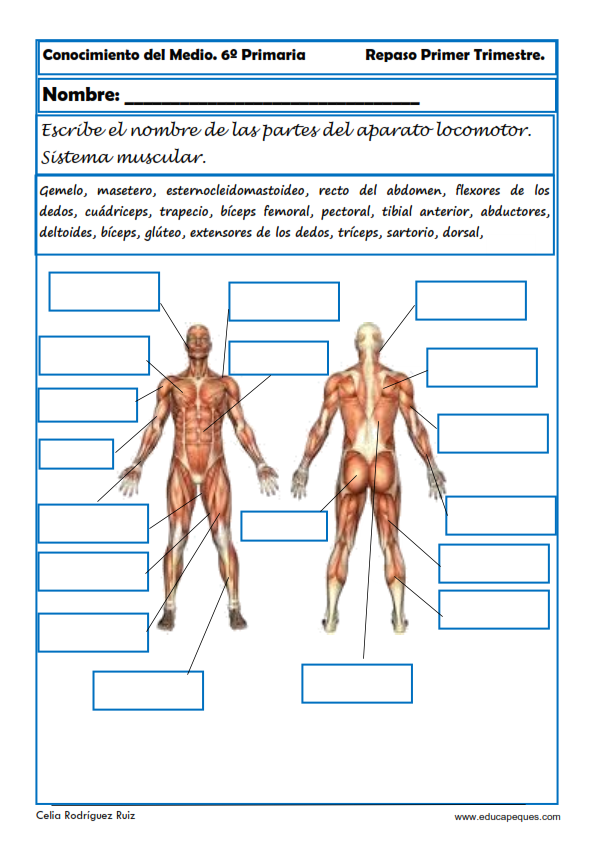 Conocimiento del Medio. 6º Primaria Repaso Primer Trimestre.
Nombre: ________________________________
Escribe el nombre de las partes del aparato locomotor.
Sistema muscular.
Gemelo, masetero, esternocleidomastoideo, recto del abdomen, flexores de los
dedos, cuádriceps, trapecio, bíceps femoral, pectoral, tibial anterior, abductores,
deltoides, bíceps, glúteo, extensores de los dedos, tríceps, sartorio, dorsal,
Celia Rodríguez Ruiz www.educapeques.com